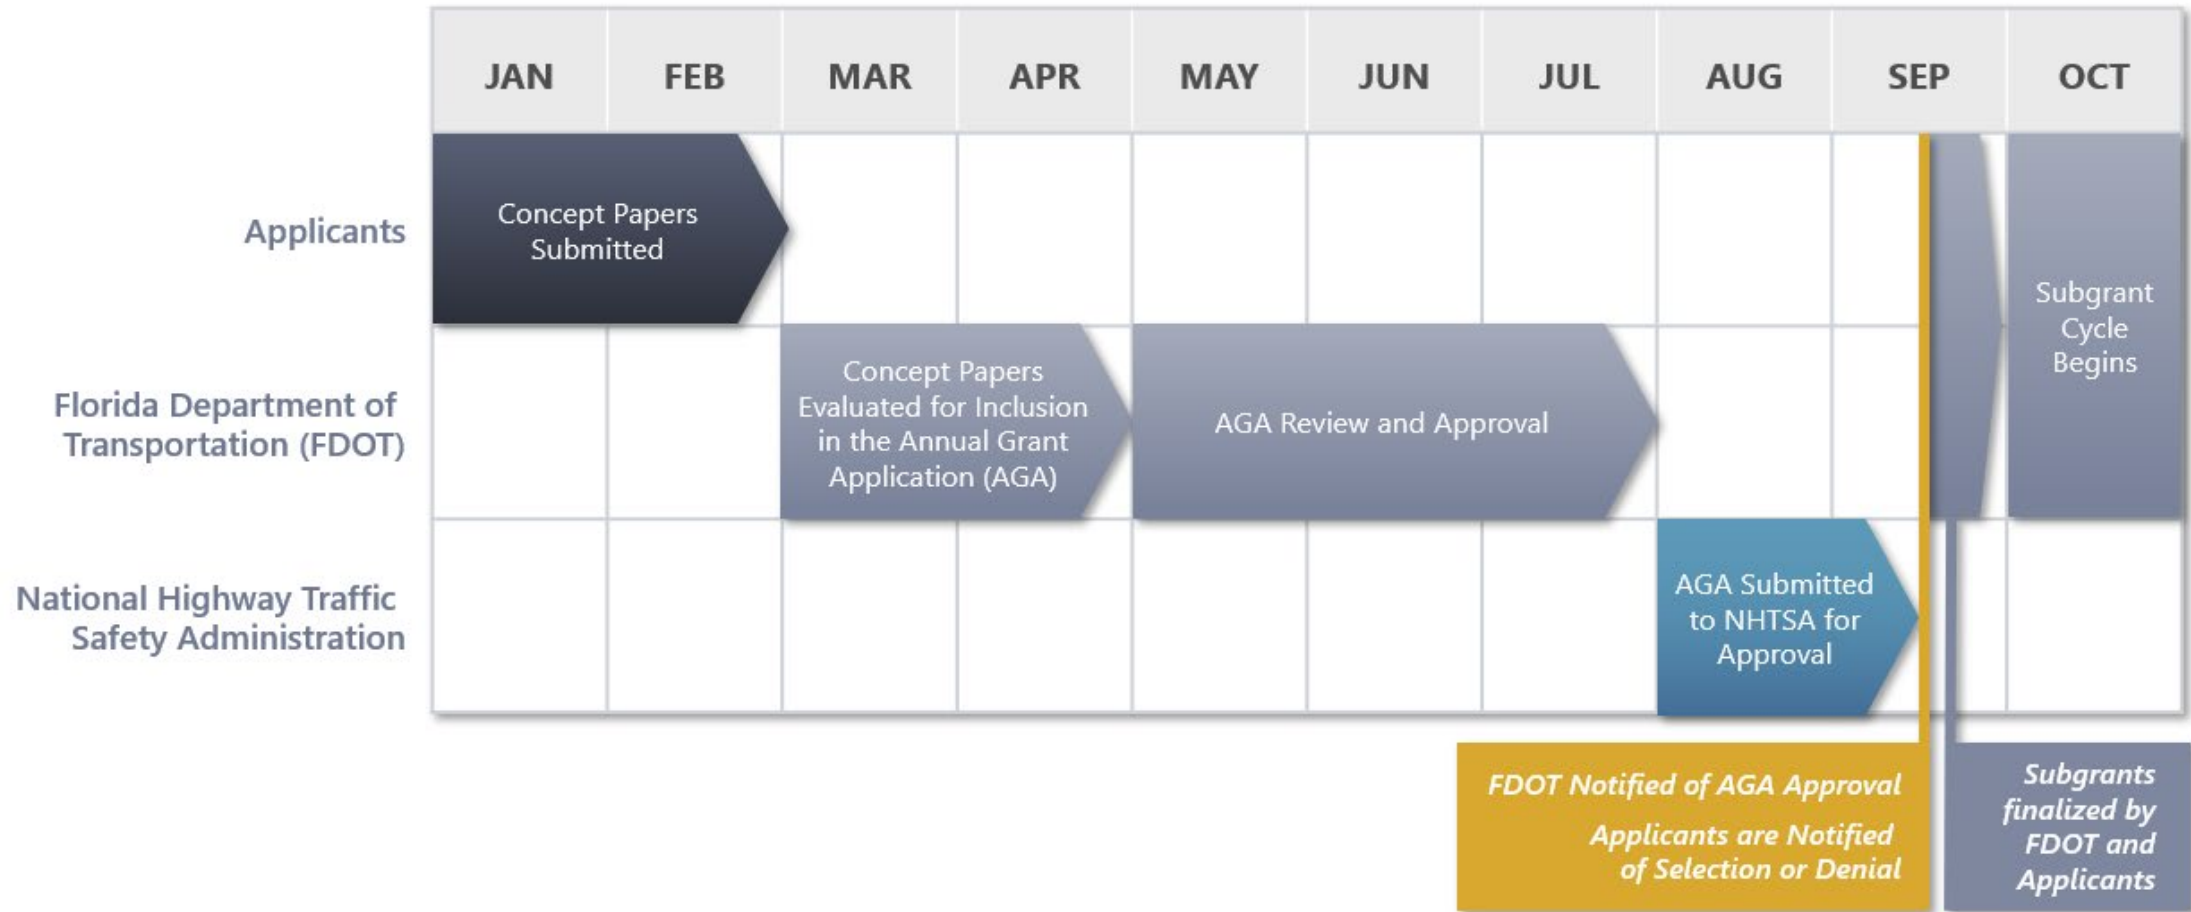 JAN FEB MAR APR MAY JUN JUL AUG SEP OCT
Applicants
Concept Papers
Submitted
Florida Department of
Transportation (FDOT)
Concept Papers
Evaluated for Inclusion
in the Annual Grant
Application (AGA)
AGA Review and Approval
Subgrant
Cycle
Begins
National Highway Traffic
Safety Administration
AGA Submitted
to NHTSA for
Approval
FDOT Notified of AGA Approval
Applicants are Notified
of Selection or Denial
Subgrants
finalized by
FDOT and
Applicants